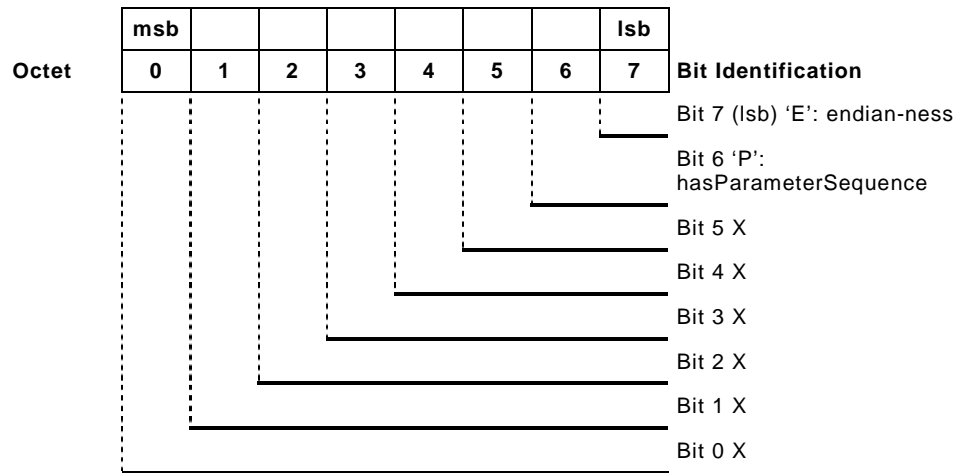 msb lsb
Octet 0 1 2 3 4 5 6 7 Bit Identification
Bit 7 (lsb) ‘E’: endian-ness
Bit 6 ‘P’:
hasParameterSequence
Bit 5 X
Bit 4 X
Bit 3 X
Bit 2 X
Bit 1 X
Bit 0 X